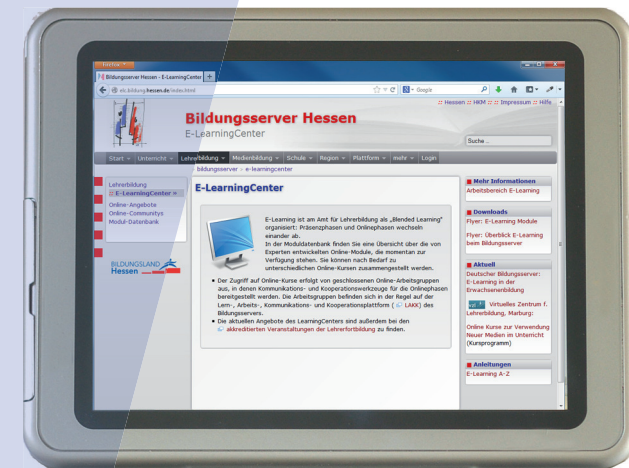 Firefox
Bildungsserver Hessen - E-LearningCenter
elc.bildung.hessen.de/index.html
Google
:: Hessen :: HKM :: :: Impressum :: Hilfe
Bildungsserver Hessen
E-LearningCenter
Suche ...
Start Unterricht Lehrerbildung Medienbildung Schule Region Plattform mehr Login
bildungsserver » e-learningcenter
Lehrerbildung
:: E-LearningCenter »
Online-Angebote
Online-Communitys
Modul-Datenbank
BILDUNGSLAND
Hessen
E-LearningCenter
E-Learning ist am Amt für Lehrerbildung als „Blended Learning"
organisiert: Präsenzphasen und Onlinephasen wechseln
einander ab.
In der Moduldatenbank finden Sie eine Übersicht über die von
Experten entwickelten Online-Module, die momentan zur
Verfügung stehen. Sie können nach Bedarf zu
unterschiedlichen Online-Kursen zusammengestellt werden.
• Der Zugriff auf Online-Kurse erfolgt von geschlossenen Online-Arbeitsgruppen
aus, in denen Kommunikations- und Kooperationswerkzeuge für die Onlinephasen
bereitgestellt werden. Die Arbeitsgruppen befinden sich in der Regel auf der
Lern-, Arbeits-, Kommunikations- und Kooperationsplattform ( LAKK) des
Bildungsservers.
• Die aktuellen Angebote des LearningCenters sind außerdem bei den
akkreditierten Veranstaltungen der Lehrerfortbildung zu finden.
Mehr Informationen
Arbeitsbereich E-Learning
Downloads
Flyer: E-Learning Module
Flyer: Überblick E-Learning
beim Bildungsserver
Aktuell
Deutscher Bildungsserver:
E-Learning in der
Erwachsenenbildung
Virtuelles Zentrum f.
Lehrerbildung, Marburg:
Online Kurse zur Verwendung
Neuer Medien im Unterricht
(Kursprogramm)
Anleitungen
E-Learning A-Z